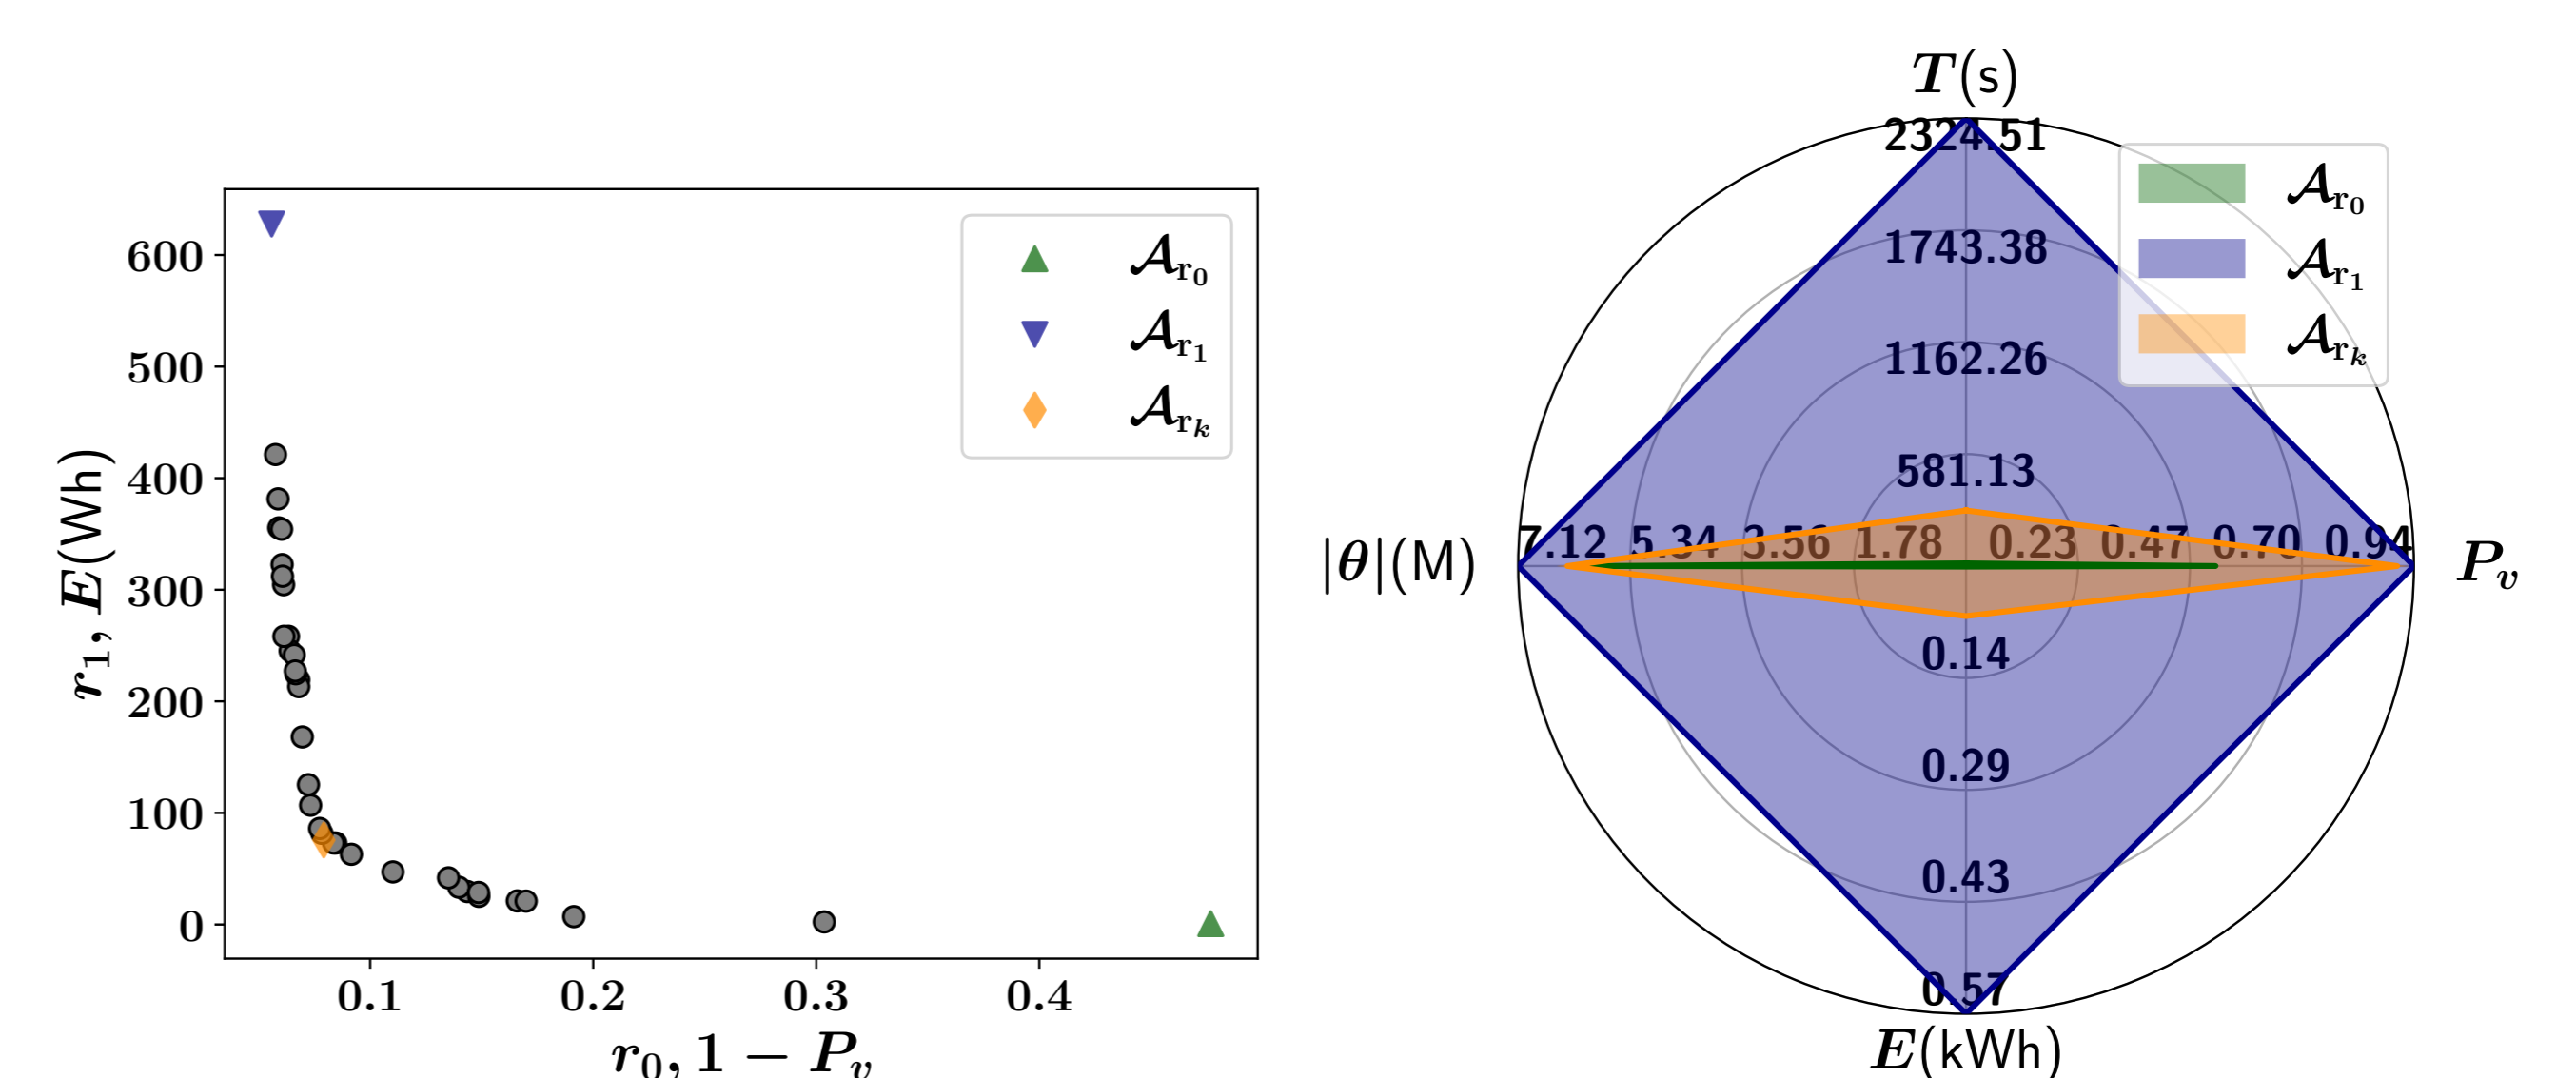 r₁, E(Wh)
600
500
400
300
200
100
0
0.1 0.2 0.3 0.4
r₀, 1 − Pᵥ
𝒜r₀
𝒜r₁
𝒜rₖ
T(s)
2324.51
1743.38
1162.26
581.13
|θ|(M)
7.12 5.34 3.56 1.78 0.23 0.47 0.70 0.94
Pᵥ
0.14
0.29
0.43
0.57
E(kWh)
𝒜r₀
𝒜r₁
𝒜rₖ